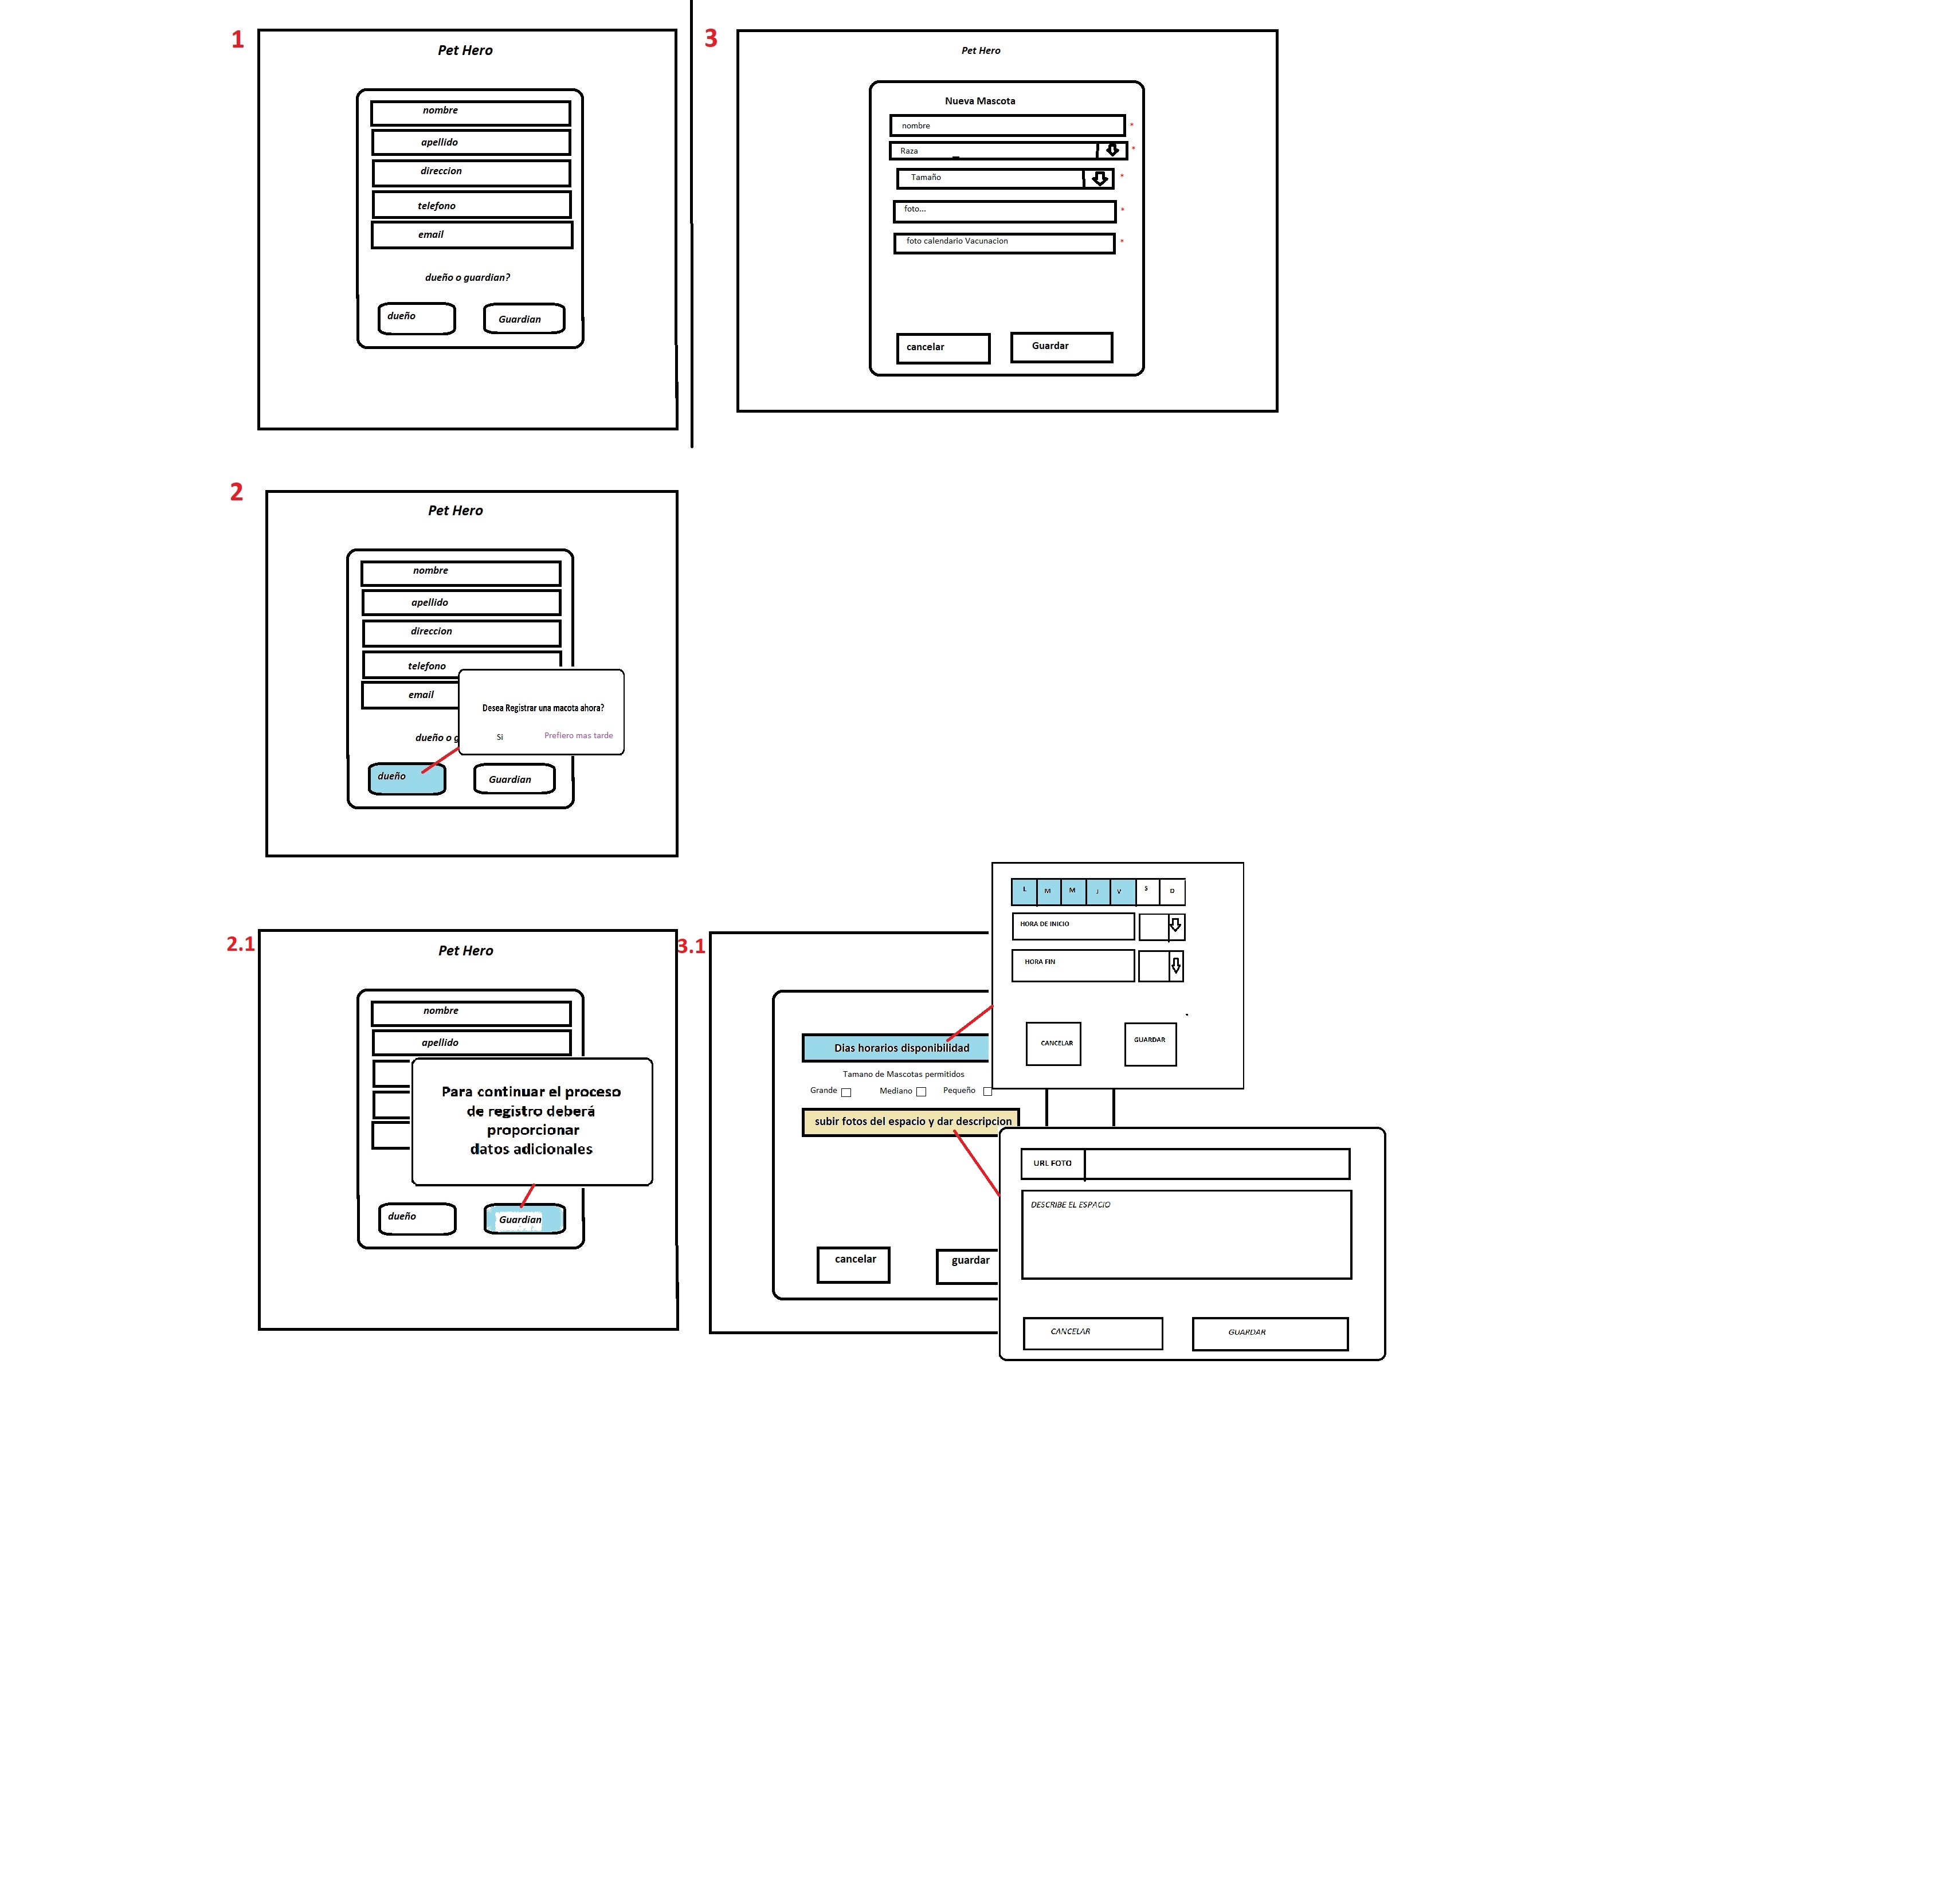 1
Pet Hero
nombre
apellido
direccion
telefono
email
dueño o guardian?
dueño
Guardian
3
Pet Hero
Nueva Mascota
nombre *
Raza *
Tamaño *
foto... *
foto calendario Vacunacion *
cancelar
Guardar
2
Pet Hero
nombre
apellido
direccion
telefono
email
Desea Registrar una macota ahora?
Si
Prefiero mas tarde
dueño o g
dueño
Guardian
2.1
Pet Hero
nombre
apellido
Para continuar el proceso
de registro deberá
proporcionar
datos adicionales
dueño
Guardian
3.1
Dias horarios disponibilidad
Tamano de Mascotas permitidos
Grande
Mediano
Pequeño
subir fotos del espacio y dar descripcion
cancelar
guardar
L M M J V S D
HORA DE INICIO
HORA FIN
CANCELAR
GUARDAR
URL FOTO
DESCRIBE EL ESPACIO
CANCELAR
GUARDAR